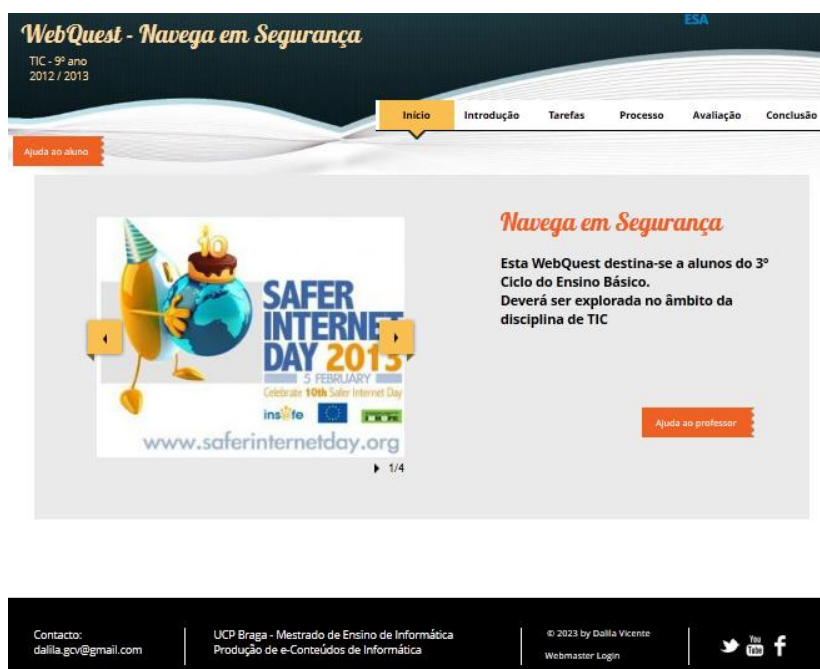 ESA
WebQuest - Navega em Segurança
TIC - 9º ano
2012 / 2013
Início
Introdução
Tarefas
Processo
Avaliação
Conclusão
Ajuda ao aluno
10
SAFER
INTERNET
DAY 2013
5 FEBRUARY
Celebrate 10th Safer Internet Day
insafe
www.saferinternetday.org
1/4
Navega em Segurança
Esta WebQuest destina-se a alunos do 3º
Ciclo do Ensino Básico.
Deverá ser explorada no âmbito da
disciplina de TIC
Ajuda ao professor
Contacto:
dalila.gcv@gmail.com
UCP Braga - Mestrado de Ensino de Informática
Produção de e-Conteúdos de Informática
© 2023 by Dalila Vicente
Webmaster Login
You
Tube
f